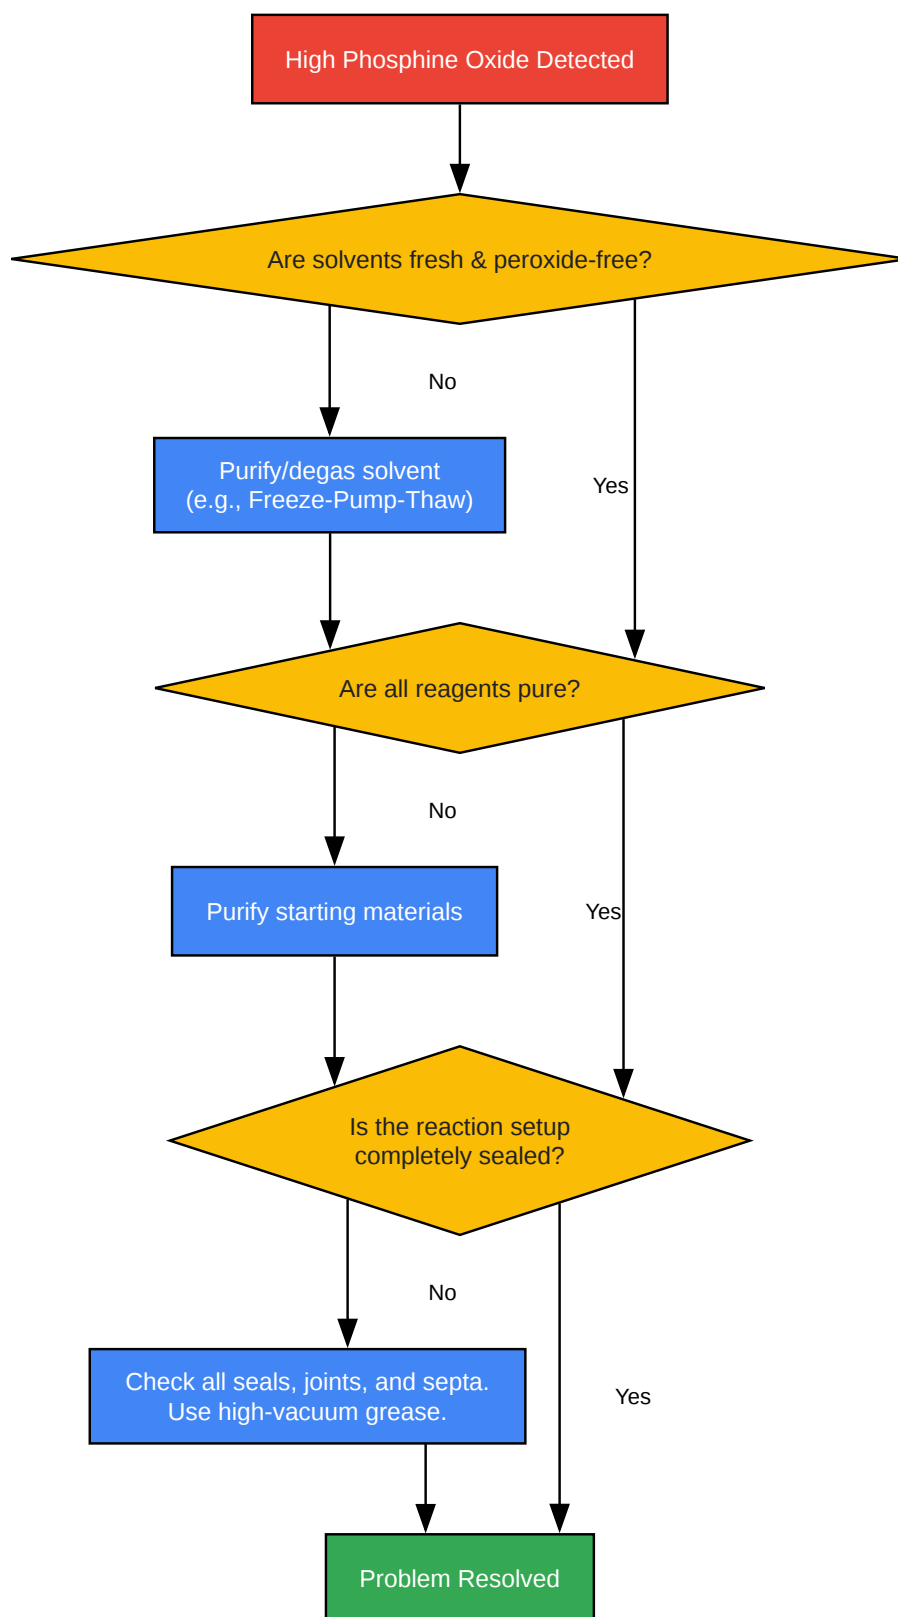 High Phosphine Oxide Detected
Are solvents fresh & peroxide-free?
No
Purify/degas solvent
(e.g., Freeze-Pump-Thaw)
Yes
Are all reagents pure?
No
Purify starting materials
Yes
Is the reaction setup
completely sealed?
No
Check all seals, joints, and septa.
Use high-vacuum grease.
Yes
Problem Resolved